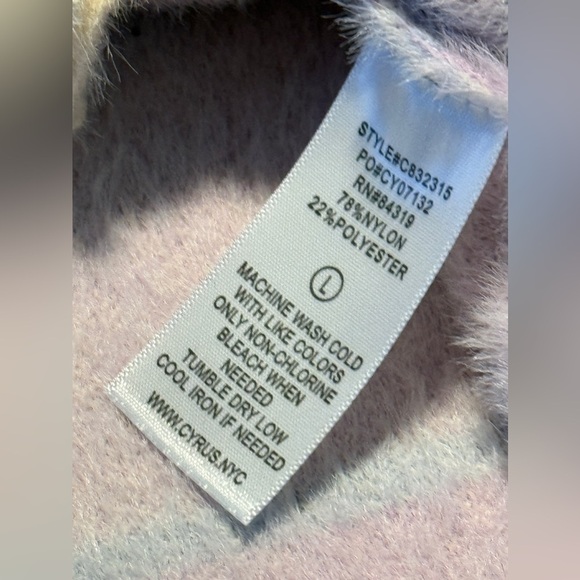 STYLE#C832315
PO#CY07132
RN#84319
78%NYLON
22%POLYESTER
L
MACHINE WASH COLD
WITH LIKE COLORS
ONLY NON-CHLORINE
BLEACH WHEN
NEEDED
TUMBLE DRY LOW
COOL IRON IF NEEDED
WWW.CYRUS.NYC